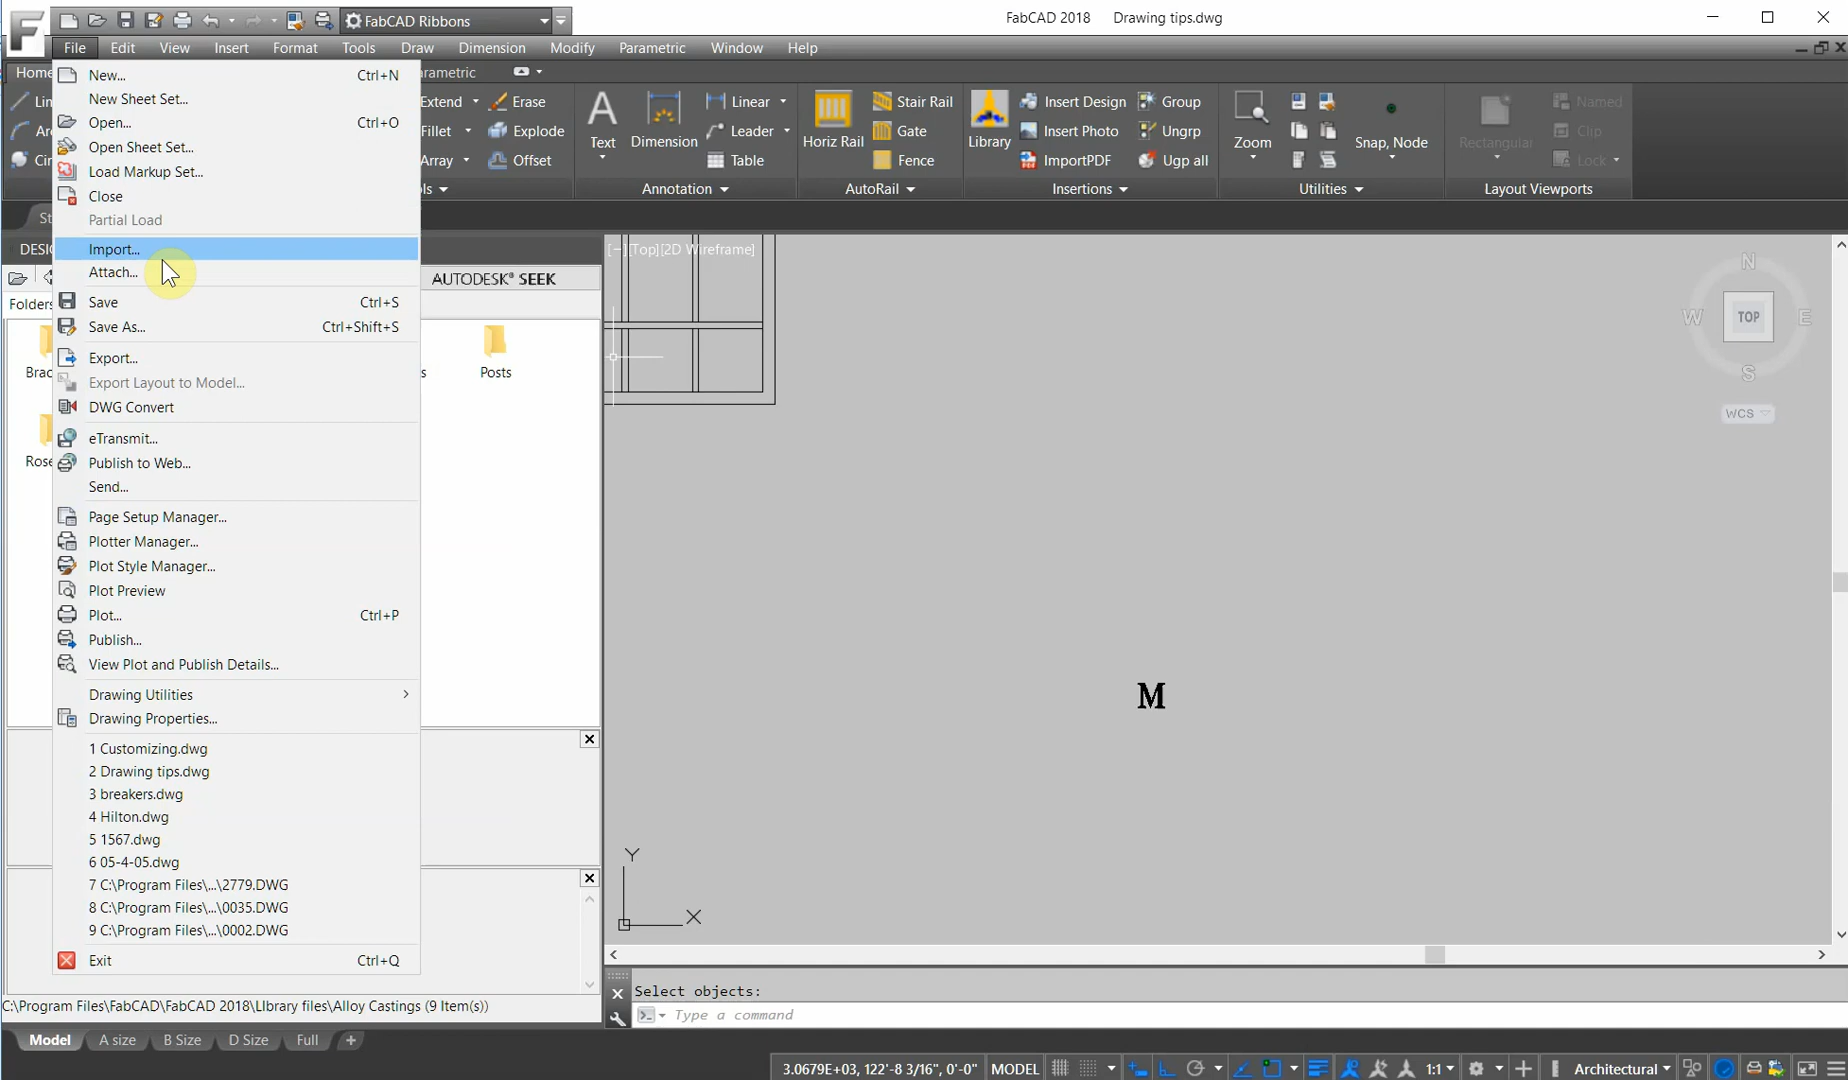 F FabCAD Ribbons FabCAD 2018 Drawing tips.dwg
File Edit View Insert Format Tools Draw Dimension Modify Parametric Window Help
Home
New... Ctrl+N
New Sheet Set...
Open... Ctrl+O
Open Sheet Set...
Load Markup Set...
Close
Partial Load
Import...
Attach...
Save Ctrl+S
Save As... Ctrl+Shift+S
Export...
Export Layout to Model...
DWG Convert
eTransmit...
Publish to Web...
Send...
Page Setup Manager...
Plotter Manager...
Plot Style Manager...
Plot Preview
Plot... Ctrl+P
Publish...
View Plot and Publish Details...
Drawing Utilities
Drawing Properties...
1 Customizing.dwg
2 Drawing tips.dwg
3 breakers.dwg
4 Hilton.dwg
5 1567.dwg
6 05-4-05.dwg
7 C:\Program Files\...\2779.DWG
8 C:\Program Files\...\0035.DWG
9 C:\Program Files\...\0002.DWG
Exit Ctrl+Q
rametric
Extend Erase
Fillet Explode
Array Offset
Text Dimension
Linear
Leader
Table
Annotation
Horiz Rail
Stair Rail
Gate
Fence
AutoRail
Library
Insert Design Group
Insert Photo Ungrp
ImportPDF Ugp all
Insertions
Zoom Snap, Node
Utilities
Rectangular
Named
Clip
Lock
Layout Viewports
AUTODESK® SEEK
Folders
Posts
[−][Top][2D Wireframe]
N
W TOP E
S
WCS
M
Y
X
Select objects:
Type a command
C:\Program Files\FabCAD\FabCAD 2018\LIbrary files\Alloy Castings (9 Item(s))
Model A size B Size D Size Full +
3.0679E+03, 122'-8 3/16", 0'-0" MODEL 1:1 Architectural